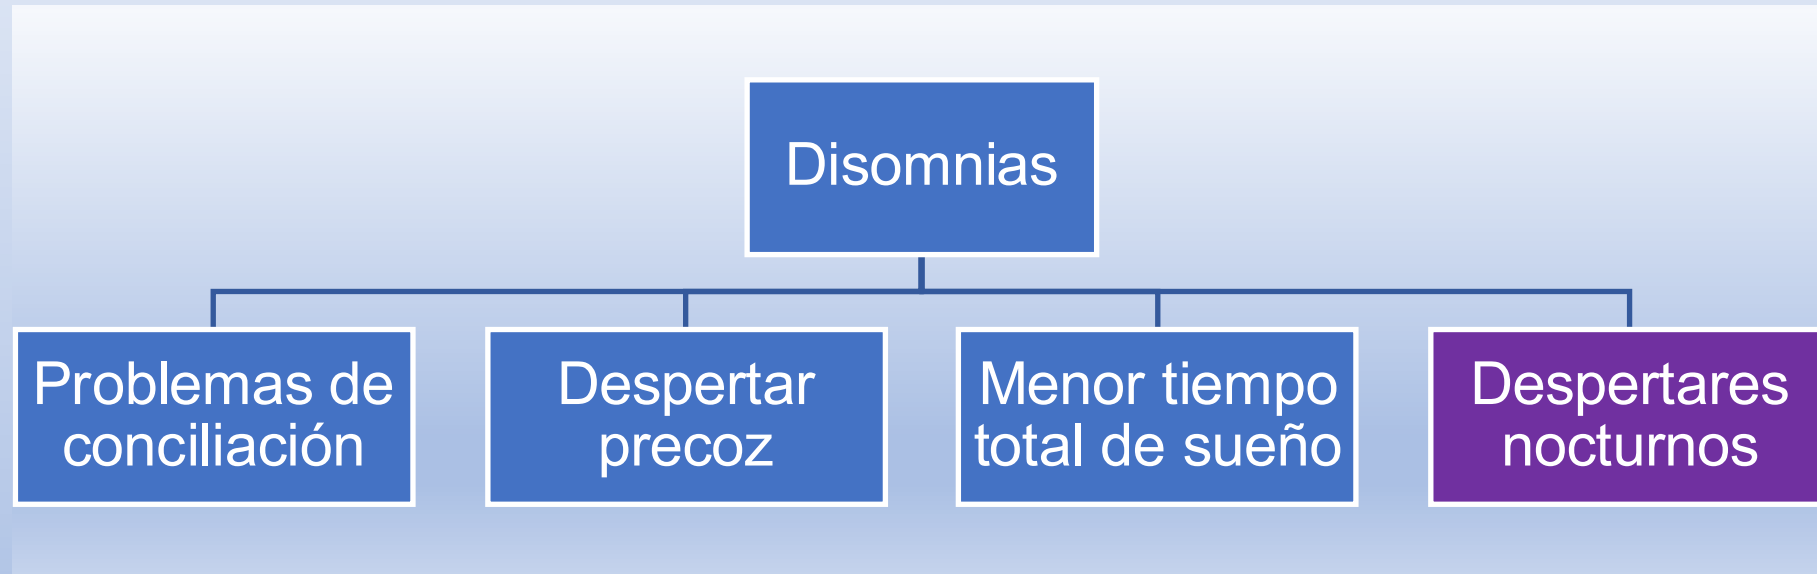 Disomnias
Problemas de
conciliación
Despertar
precoz
Menor tiempo
total de sueño
Despertares
nocturnos